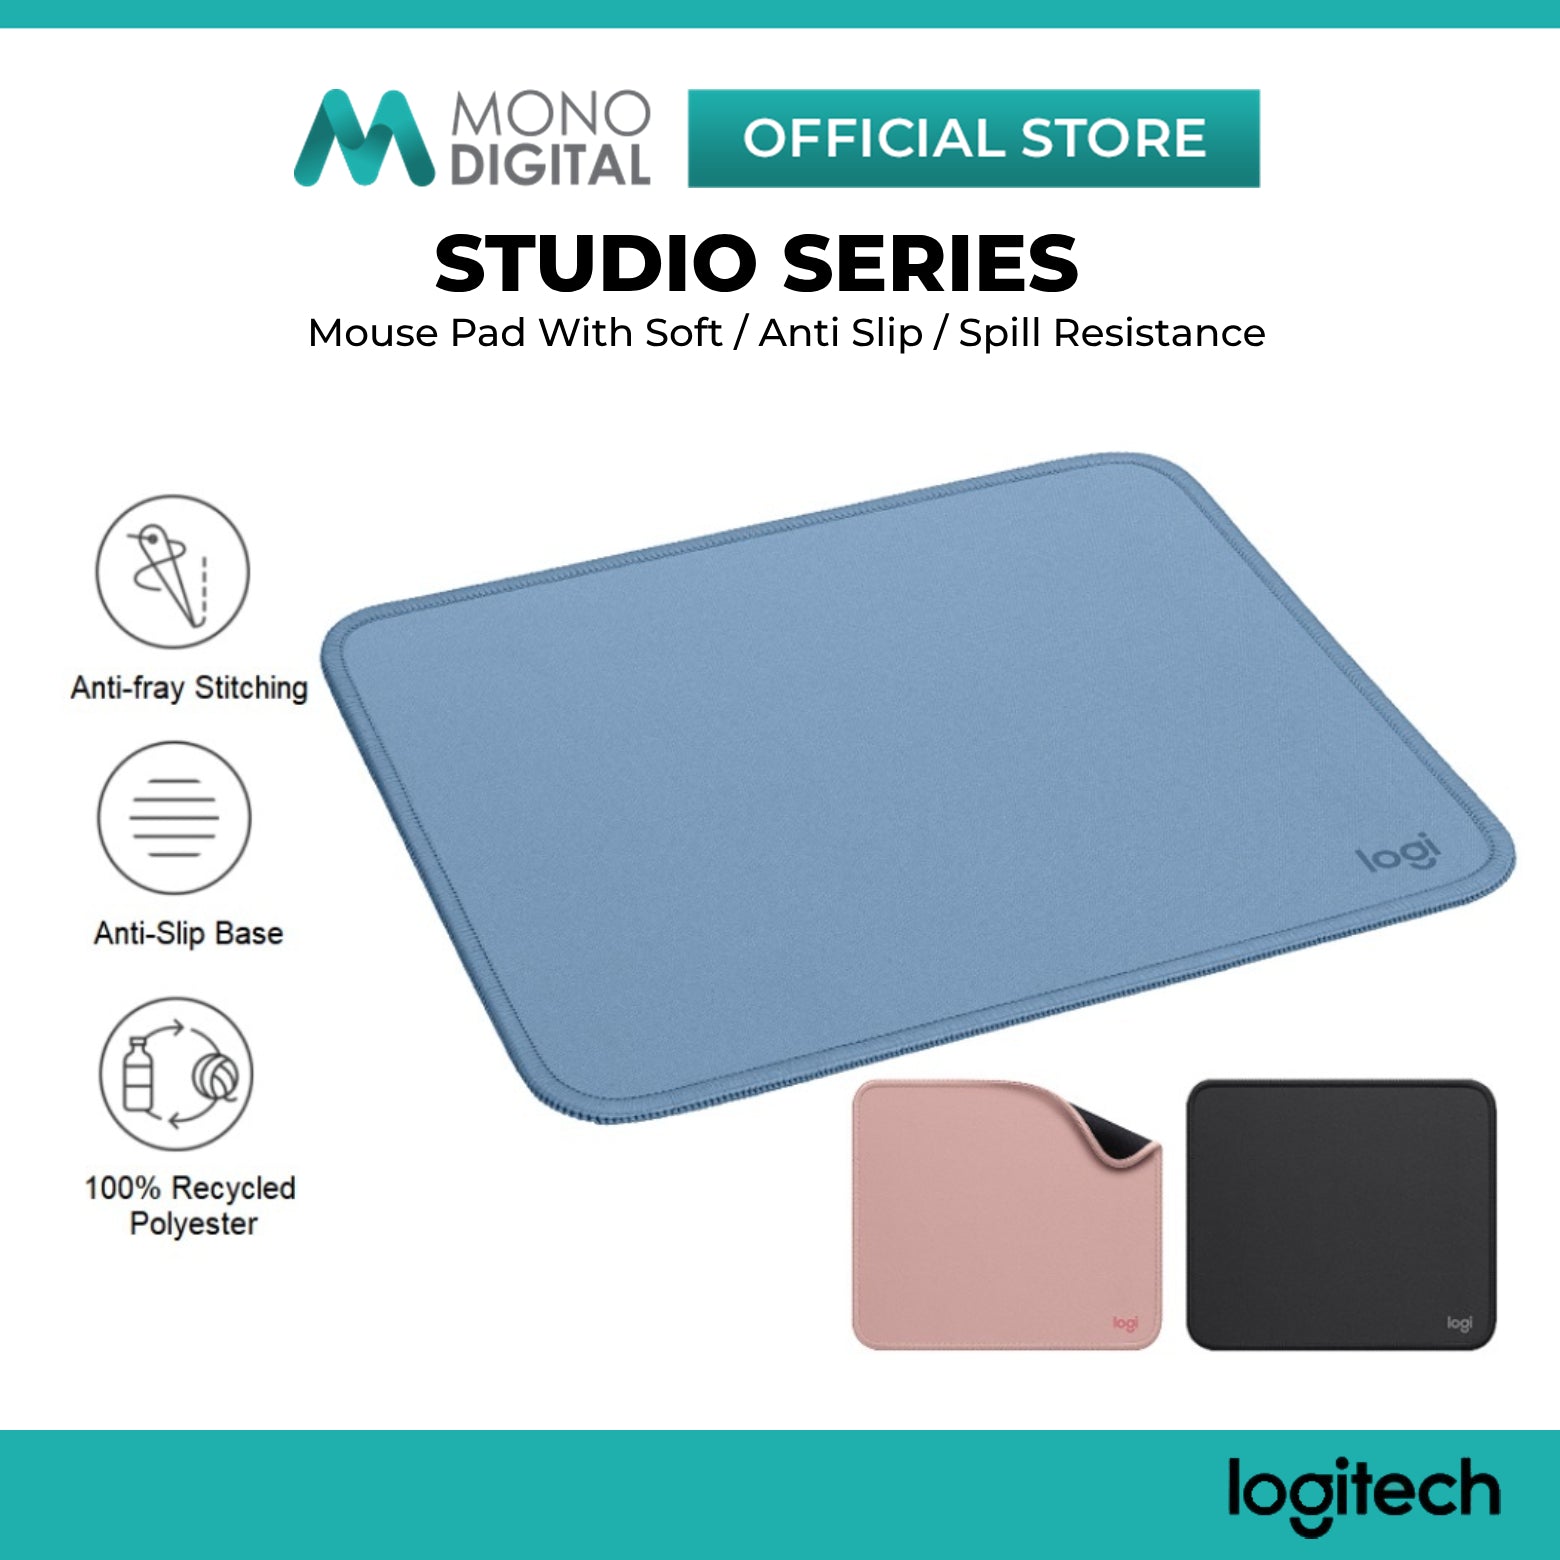 MONO
DIGITAL
OFFICIAL STORE
STUDIO SERIES
Mouse Pad With Soft / Anti Slip / Spill Resistance
Anti-fray Stitching
Anti-Slip Base
100% Recycled
Polyester
logi
logi
logi
logitech